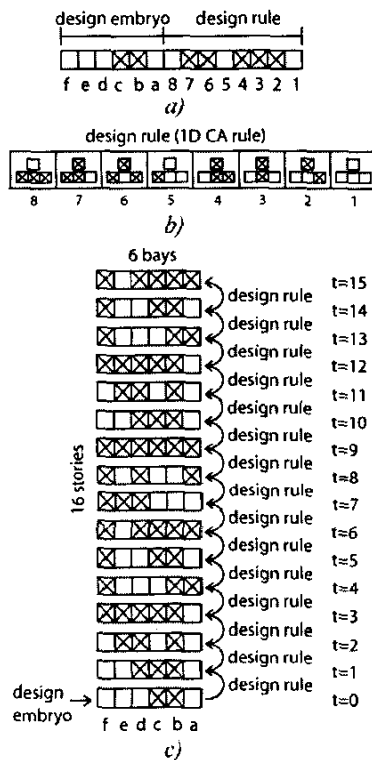 design embryo design rule
f e d c b a 8 7 6 5 4 3 2 1
a)
design rule (1D CA rule)
8 7 6 5 4 3 2 1
b)
6 bays
t=15
design rule
t=14
design rule
t=13
design rule
t=12
design rule
t=11
design rule
t=10
design rule
t=9
design rule
16 stories
t=8
design rule
t=7
design rule
t=6
design rule
t=5
design rule
t=4
design rule
t=3
design rule
t=2
design rule
t=1
design rule
design
embryo
t=0
f e d c b a
c)